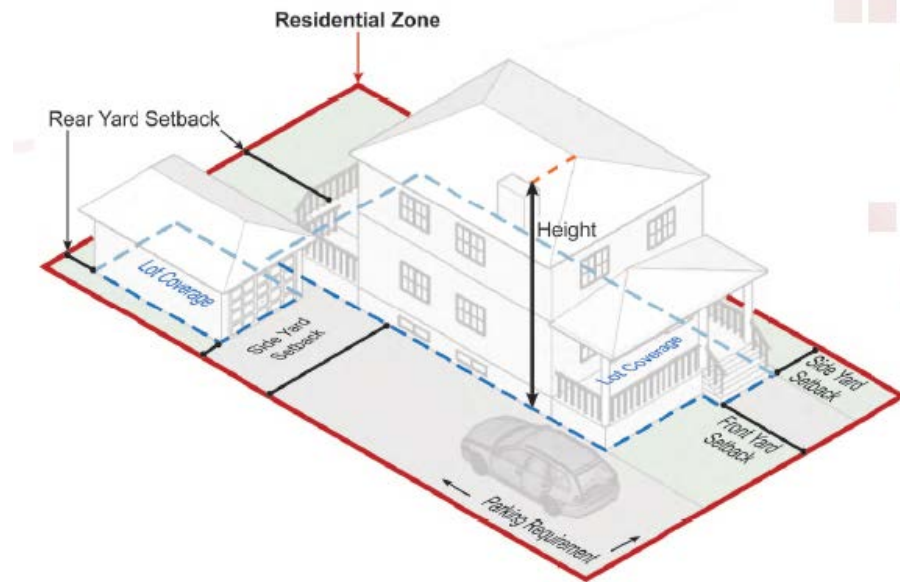 Residential Zone
Rear Yard Setback
Height
Lot Coverage
Side Yard
Setback
Lot Coverage
Side Yard
Setback
Front Yard
Setback
Parking Requirement